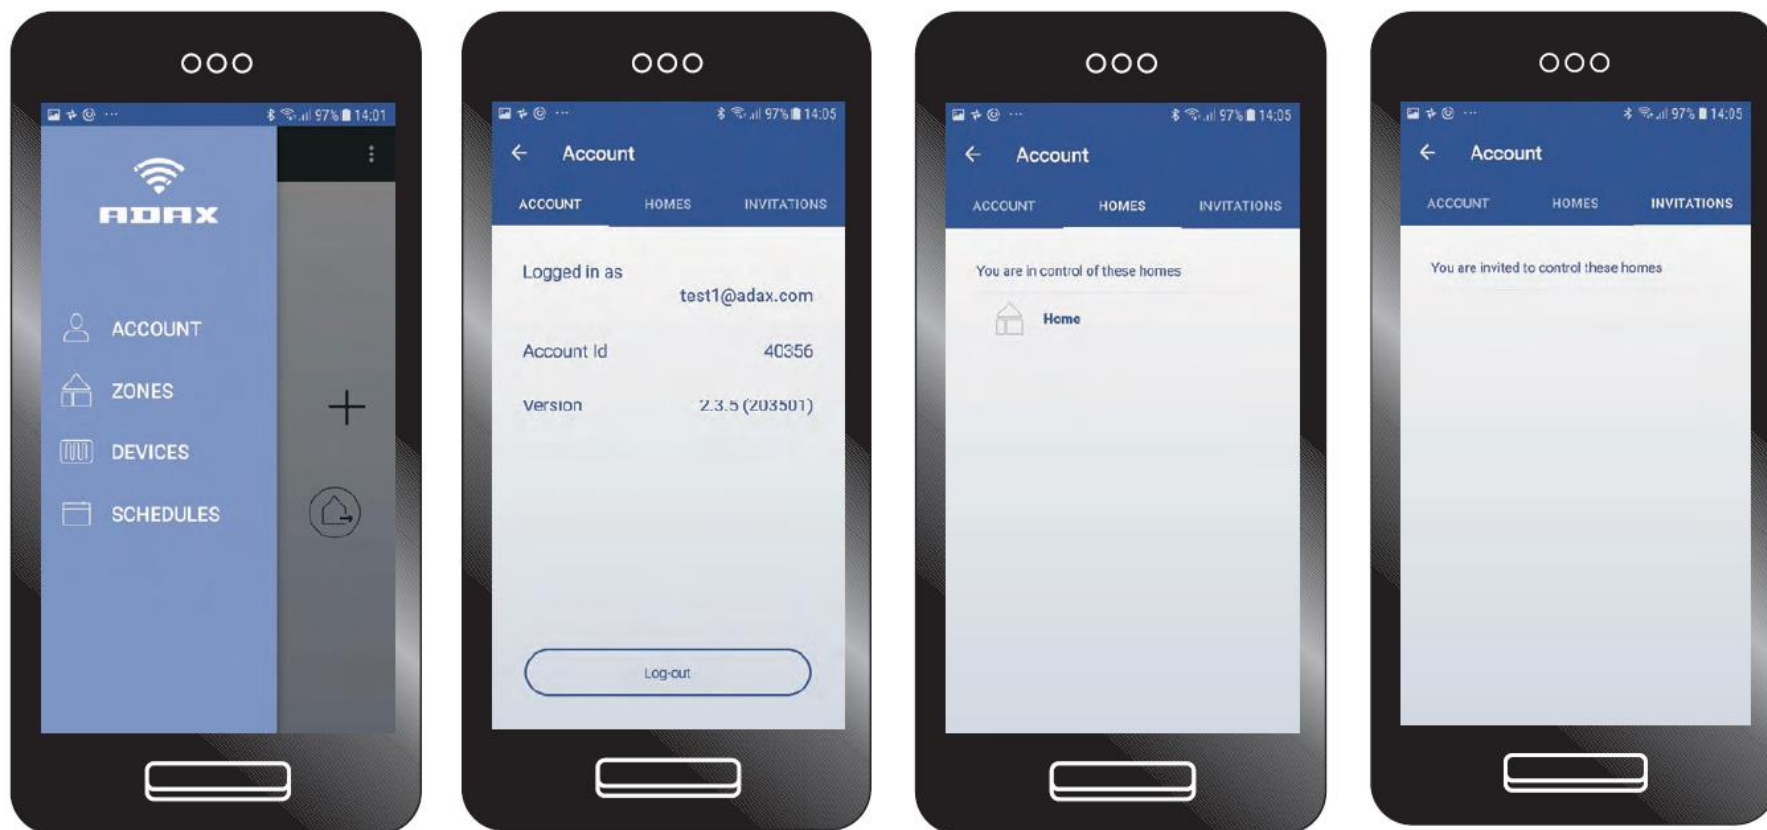 97% 14:01
ADAX
ACCOUNT
ZONES
DEVICES
SCHEDULES
97% 14:05
Account
ACCOUNT HOMES INVITATIONS
Logged in as
test1@adax.com
Account Id 40356
Version 2.3.5 (203501)
Log-out
97% 14:05
Account
ACCOUNT HOMES INVITATIONS
You are in control of these homes
Home
97% 14:05
Account
ACCOUNT HOMES INVITATIONS
You are invited to control these homes